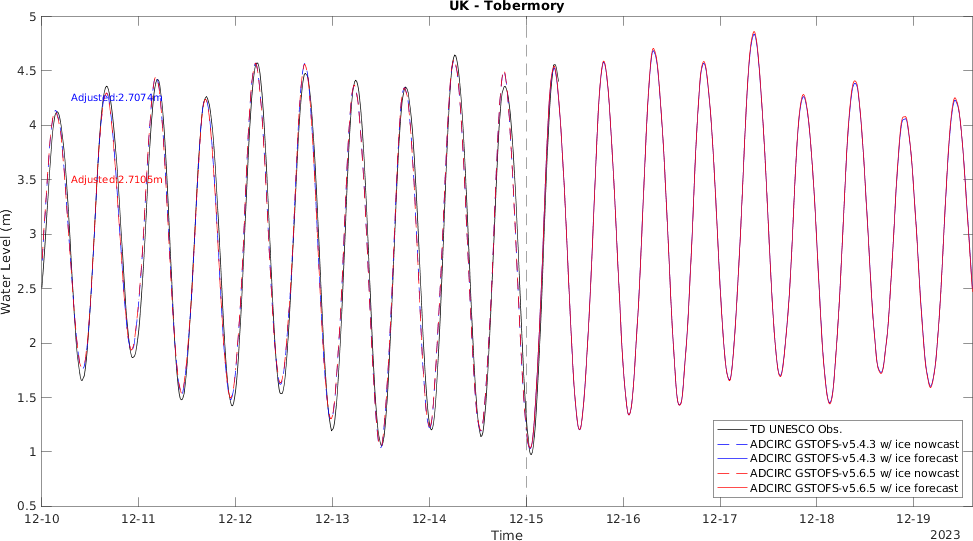 UK - Tobermory
5
4.5
4
3.5
3
2.5
2
1.5
1
0.5
Water Level (m)
Adjusted:2.7074m
Adjusted:2.7105m
TD UNESCO Obs.
ADCIRC GSTOFS-v5.4.3 w/ ice nowcast
ADCIRC GSTOFS-v5.4.3 w/ ice forecast
ADCIRC GSTOFS-v5.6.5 w/ ice nowcast
ADCIRC GSTOFS-v5.6.5 w/ ice forecast
12-10 12-11 12-12 12-13 12-14 12-15 12-16 12-17 12-18 12-19
Time
2023